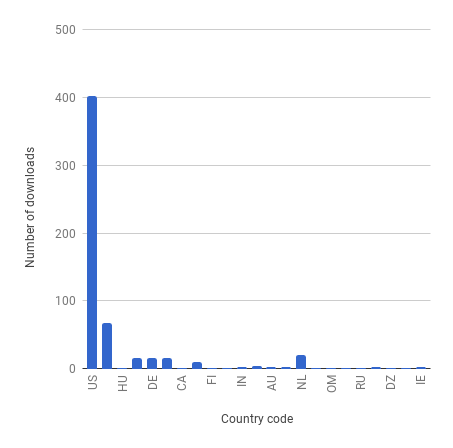 500
400
300
200
100
0
Number of downloads
US
HU
DE
CA
FI
IN
AU
NL
OM
RU
DZ
IE
Country code